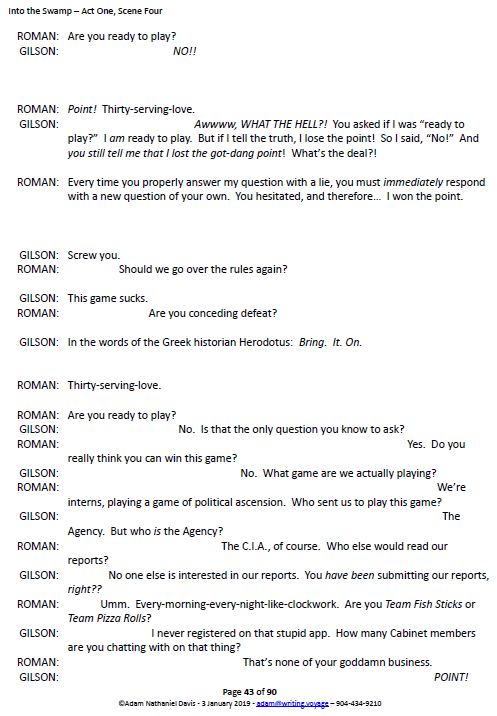 Into the Swamp – Act One, Scene Four
ROMAN: Are you ready to play?
GILSON: NO!!
ROMAN: Point! Thirty-serving-love.
GILSON: Awwww, WHAT THE HELL?! You asked if I was “ready to
play?” I am ready to play. But if I tell the truth, I lose the point! So I said, “No!” And
you still tell me that I lost the got-dang point! What’s the deal?!
ROMAN: Every time you properly answer my question with a lie, you must immediately respond
with a new question of your own. You hesitated, and therefore… I won the point.
GILSON: Screw you.
ROMAN: Should we go over the rules again?
GILSON: This game sucks.
ROMAN: Are you conceding defeat?
GILSON: In the words of the Greek historian Herodotus: Bring. It. On.
ROMAN: Thirty-serving-love.
ROMAN: Are you ready to play?
GILSON: No. Is that the only question you know to ask?
ROMAN: Yes. Do you
really think you can win this game?
GILSON: No. What game are we actually playing?
ROMAN: We’re
interns, playing a game of political ascension. Who sent us to play this game?
GILSON: The
Agency. But who is the Agency?
ROMAN: The C.I.A., of course. Who else would read our
reports?
GILSON: No one else is interested in our reports. You have been submitting our reports,
right??
ROMAN: Umm. Every-morning-every-night-like-clockwork. Are you Team Fish Sticks or
Team Pizza Rolls?
GILSON: I never registered on that stupid app. How many Cabinet members
are you chatting with on that thing?
ROMAN: That’s none of your goddamn business.
GILSON: POINT!
Page 43 of 90
©Adam Nathaniel Davis - 3 January 2019 - adam@writing.voyage – 904-434-9210